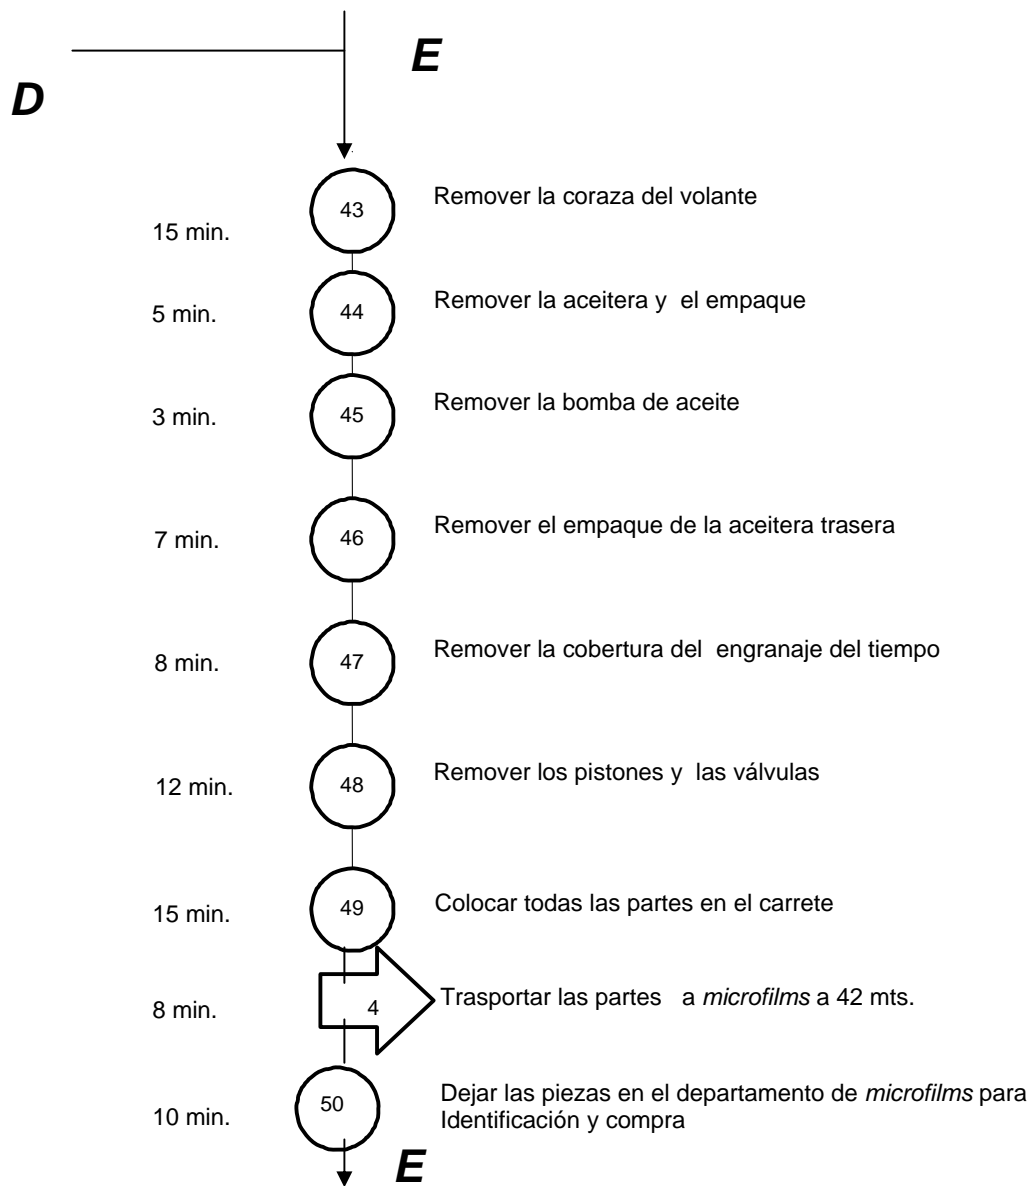 E
D
43
Remover la coraza del volante
15 min.
44
Remover la aceitera y el empaque
5 min.
45
Remover la bomba de aceite
3 min.
46
Remover el empaque de la aceitera trasera
7 min.
47
Remover la cobertura del engranaje del tiempo
8 min.
48
Remover los pistones y las válvulas
12 min.
49
Colocar todas las partes en el carrete
15 min.
4
Trasportar las partes a microfilms a 42 mts.
8 min.
50
Dejar las piezas en el departamento de microfilms para
Identificación y compra
10 min.
E